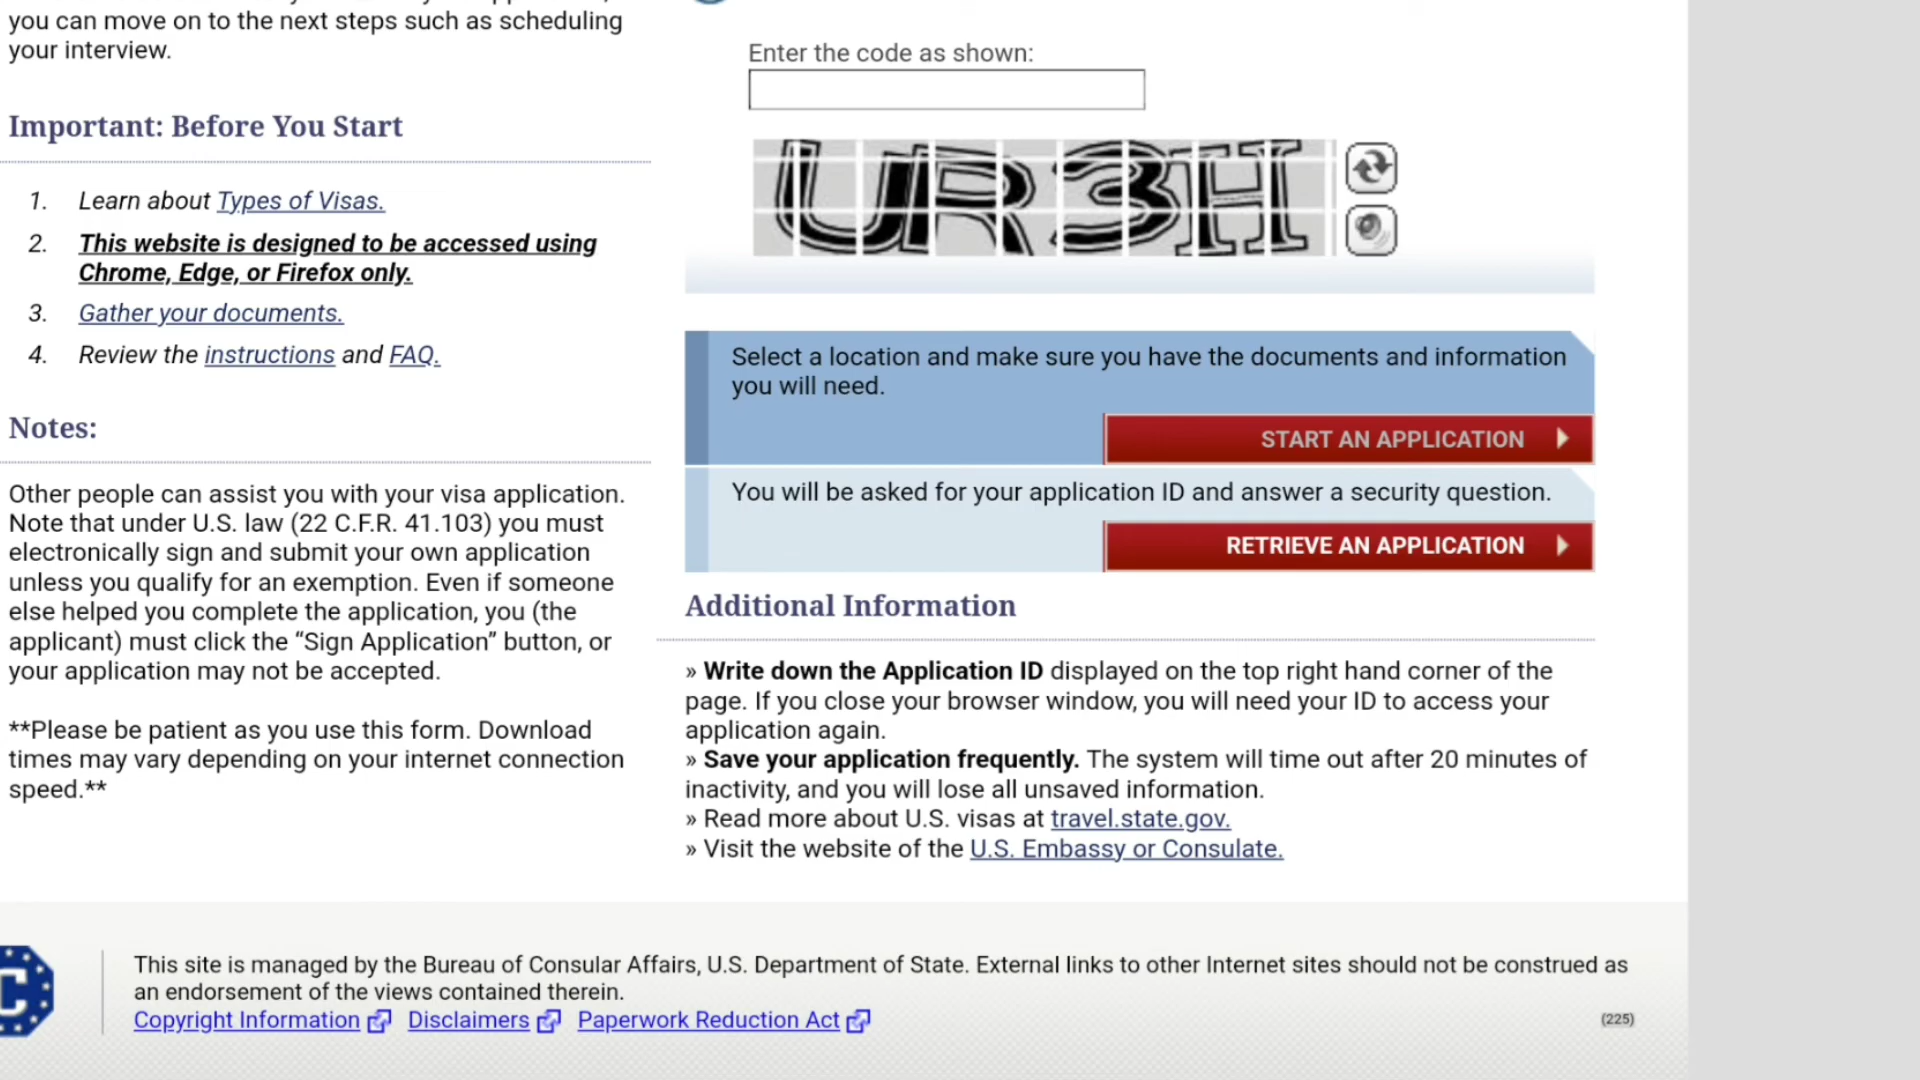 you can move on to the next steps such as scheduling
your interview.
Important: Before You Start
1. Learn about Types of Visas.
2. This website is designed to be accessed using
Chrome, Edge, or Firefox only.
3. Gather your documents.
4. Review the instructions and FAQ.
Notes:
Other people can assist you with your visa application.
Note that under U.S. law (22 C.F.R. 41.103) you must
electronically sign and submit your own application
unless you qualify for an exemption. Even if someone
else helped you complete the application, you (the
applicant) must click the “Sign Application” button, or
your application may not be accepted.
**Please be patient as you use this form. Download
times may vary depending on your internet connection
speed.**
Enter the code as shown:
Select a location and make sure you have the documents and information
you will need.
START AN APPLICATION
You will be asked for your application ID and answer a security question.
RETRIEVE AN APPLICATION
Additional Information
» Write down the Application ID displayed on the top right hand corner of the
page. If you close your browser window, you will need your ID to access your
application again.
» Save your application frequently. The system will time out after 20 minutes of
inactivity, and you will lose all unsaved information.
» Read more about U.S. visas at travel.state.gov.
» Visit the website of the U.S. Embassy or Consulate.
C
This site is managed by the Bureau of Consular Affairs, U.S. Department of State. External links to other Internet sites should not be construed as
an endorsement of the views contained therein.
Copyright Information Disclaimers Paperwork Reduction Act
(225)